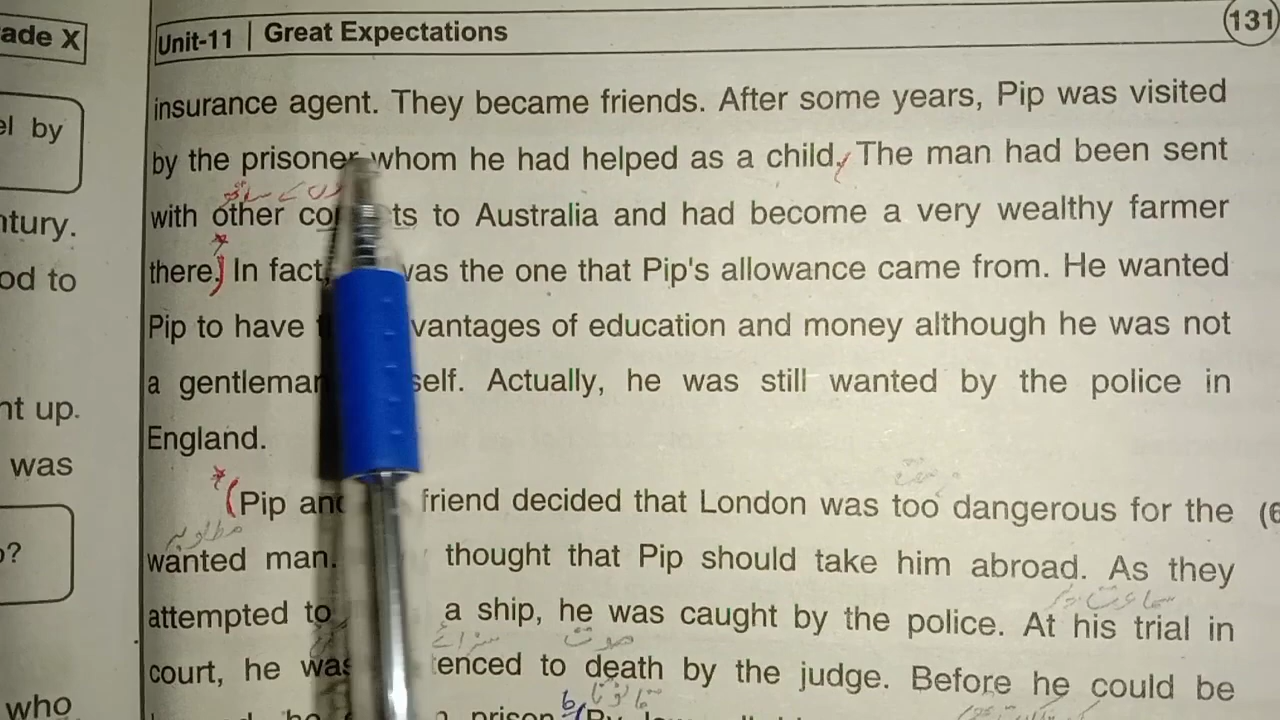 ade X
Unit-11 | Great Expectations
131
insurance agent. They became friends. After some years, Pip was visited
by the prisoner whom he had helped as a child. The man had been sent
with other to Australia and had become a very wealthy farmer
there. In fact, was the one that Pip's allowance came from. He wanted
Pip to have vantages of education and money although he was not
a gentleman self. Actually, he was still wanted by the police in
England.
Pip and friend decided that London was too dangerous for the
مطلوبہ
wanted man. thought that Pip should take him abroad. As they
attempted to a ship, he was caught by the police. At his trial in
سزائے موت
court, he was enced to death by the judge. Before he could be
el by
ntury.
od to
nt up.
was
o?
who